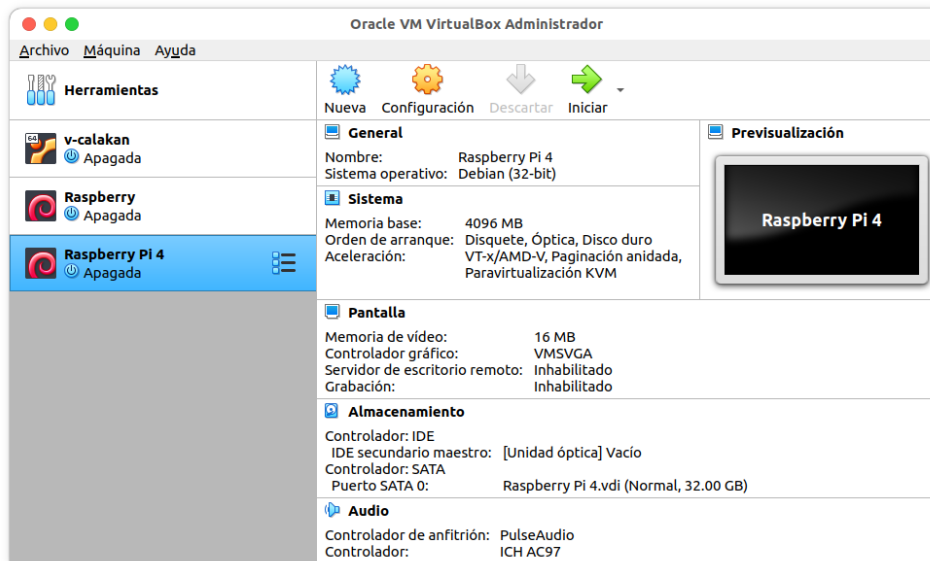 Oracle VM VirtualBox Administrador
Archivo Máquina Ayuda
Herramientas
64
v-calakan
Apagada
Raspberry
Apagada
Raspberry Pi 4
Apagada
Nueva Configuración Descartar Iniciar
General
Nombre: Raspberry Pi 4
Sistema operativo: Debian (32-bit)
Sistema
Memoria base: 4096 MB
Orden de arranque: Disquete, Óptica, Disco duro
Aceleración: VT-x/AMD-V, Paginación anidada,
Paravirtualización KVM
Previsualización
Raspberry Pi 4
Pantalla
Memoria de vídeo: 16 MB
Controlador gráfico: VMSVGA
Servidor de escritorio remoto: Inhabilitado
Grabación: Inhabilitado
Almacenamiento
Controlador: IDE
IDE secundario maestro: [Unidad óptica] Vacío
Controlador: SATA
Puerto SATA 0: Raspberry Pi 4.vdi (Normal, 32.00 GB)
Audio
Controlador de anfitrión: PulseAudio
Controlador: ICH AC97